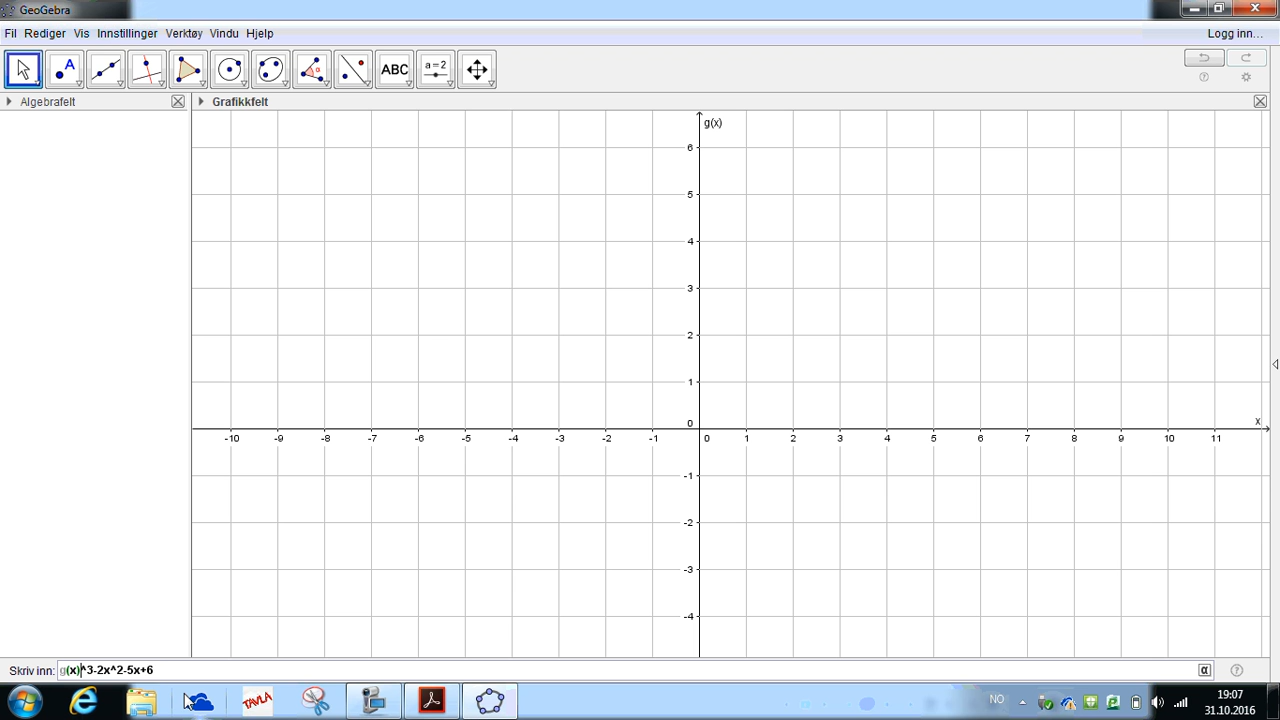 GeoGebra
Fil Rediger Vis Innstillinger Verktøy Vindu Hjelp Logg inn...
A α ABC a = 2
Algebrafelt Grafikkfelt
g(x)
6
5
4
3
2
1
0
x
-10 -9 -8 -7 -6 -5 -4 -3 -2 -1 0 1 2 3 4 5 6 7 8 9 10 11
-1
-2
-3
-4
Skriv inn: g(x)^3-2x^2-5x+6 α
TAVLA NO 19:07
31.10.2016